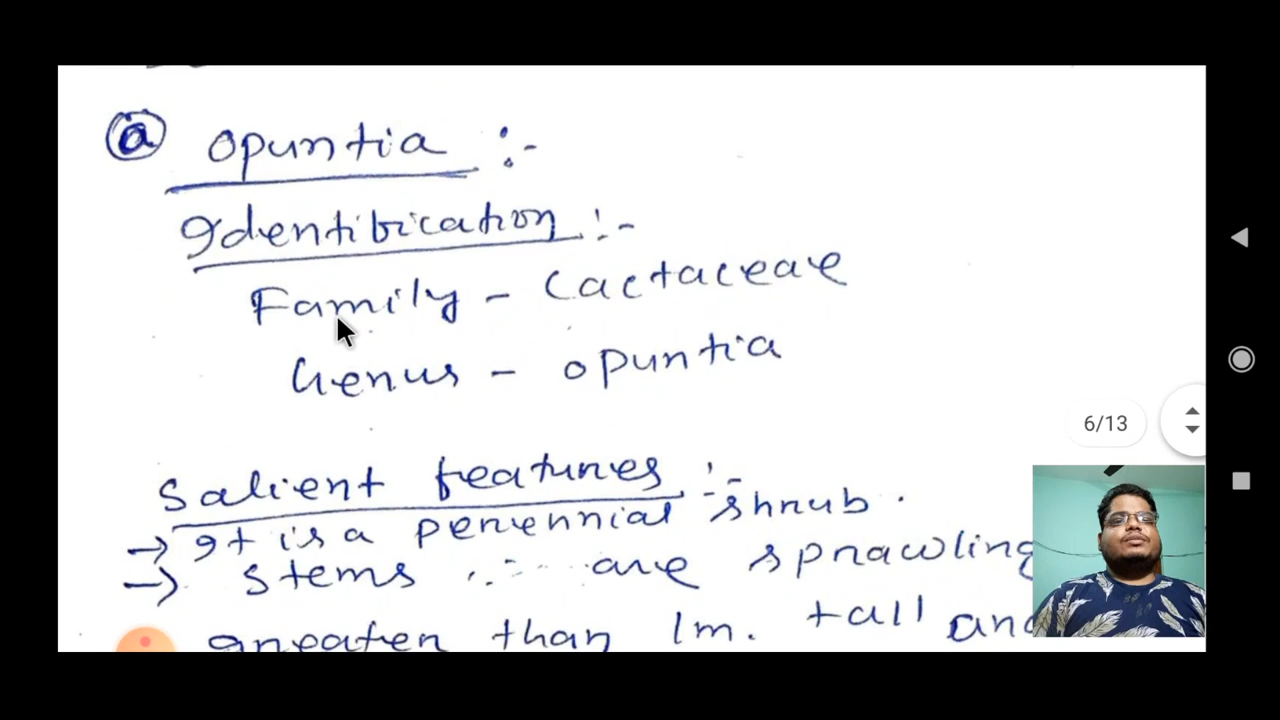 ⓐ Opuntia :-
Identification :-
Family - Cactaceae
Genus - Opuntia
6/13
Salient features :-
→ It is a perennial shrub.
→ Stems are sprawling
greater than 1m. tall and